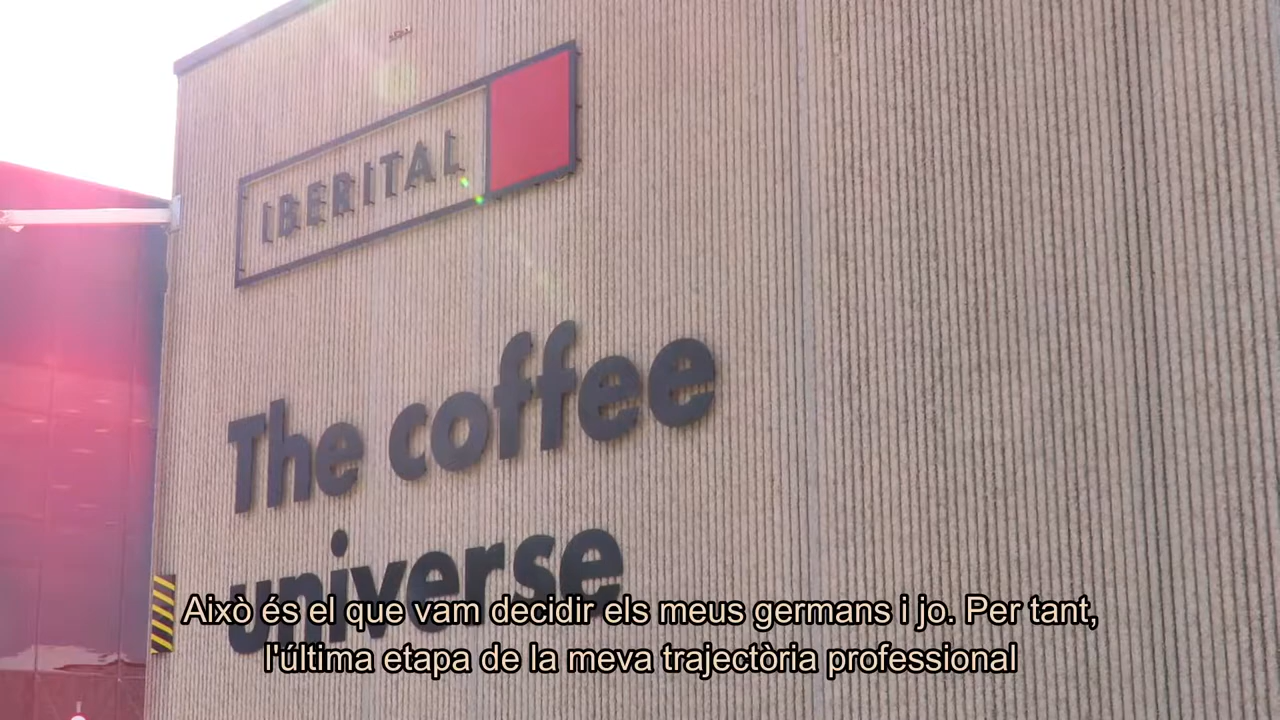 IBERITAL
The coffee
universe
Això és el que vam decidir els meus germans i jo. Per tant,
l'última etapa de la meva trajectòria professional